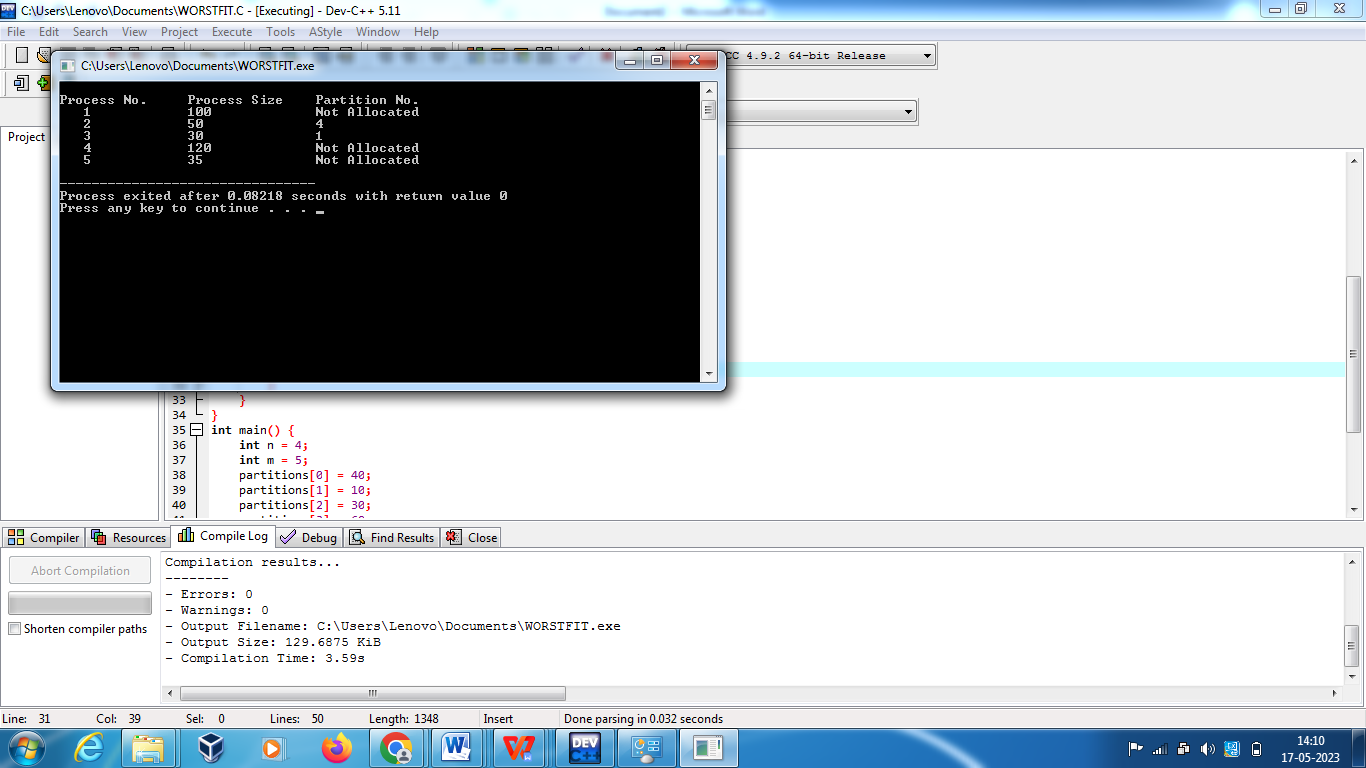 C:\Users\Lenovo\Documents\WORSTFIT.C - [Executing] - Dev-C++ 5.11
File Edit Search View Project Execute Tools AStyle Window Help
CC 4.9.2 64-bit Release
C:\Users\Lenovo\Documents\WORSTFIT.exe
Process No. Process Size Partition No.
1 100 Not Allocated
2 50 4
3 30 1
4 120 Not Allocated
5 35 Not Allocated
--------------------------------
Process exited after 0.08218 seconds with return value 0
Press any key to continue . . .
Project
33 }
34 }
35 int main() {
36 int n = 4;
37 int m = 5;
38 partitions[0] = 40;
39 partitions[1] = 10;
40 partitions[2] = 30;
Compiler Resources Compile Log Debug Find Results Close
Abort Compilation
Shorten compiler paths
Compilation results...
--------
- Errors: 0
- Warnings: 0
- Output Filename: C:\Users\Lenovo\Documents\WORSTFIT.exe
- Output Size: 129.6875 KiB
- Compilation Time: 3.59s
Line: 31 Col: 39 Sel: 0 Lines: 50 Length: 1348 Insert Done parsing in 0.032 seconds
DEV C++
14:10
17-05-2023